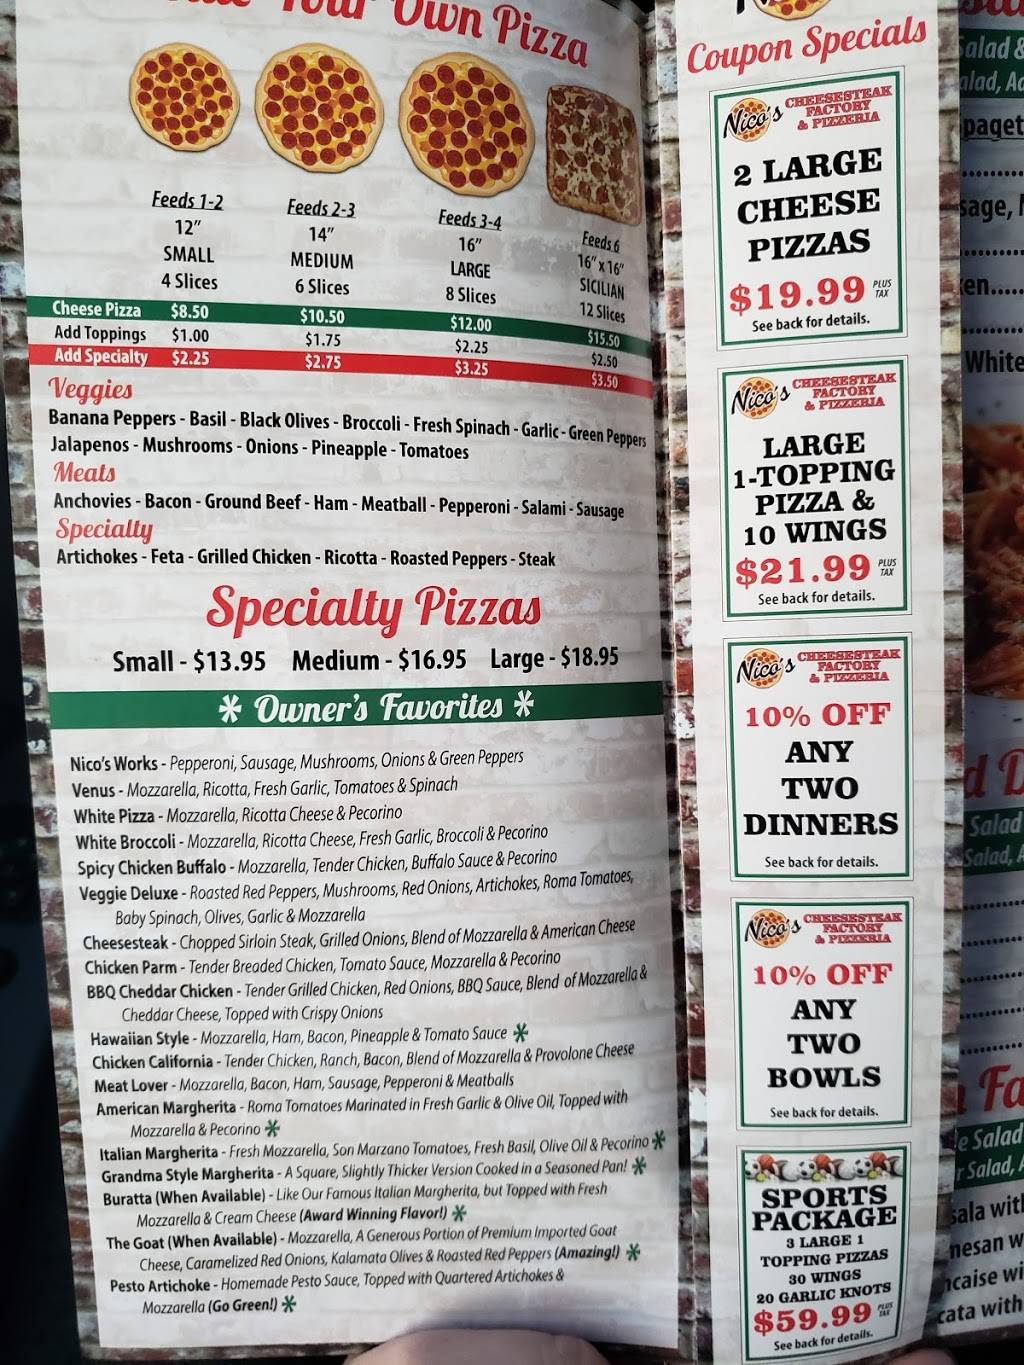 Your Own Pizza
Feeds 1-2
12"
SMALL
4 Slices
Feeds 2-3
14"
MEDIUM
6 Slices
Feeds 3-4
16"
LARGE
8 Slices
Feeds 6
16" x 16"
SICILIAN
12 Slices
Cheese Pizza $8.50 $10.50 $12.00 $15.50
Add Toppings $1.00 $1.75 $2.25 $2.50
Add Specialty $2.25 $2.75 $3.25 $3.50
Veggies
Banana Peppers - Basil - Black Olives - Broccoli - Fresh Spinach - Garlic - Green Peppers
Jalapenos - Mushrooms - Onions - Pineapple - Tomatoes
Meats
Anchovies - Bacon - Ground Beef - Ham - Meatball - Pepperoni - Salami - Sausage
Specialty
Artichokes - Feta - Grilled Chicken - Ricotta - Roasted Peppers - Steak
Specialty Pizzas
Small - $13.95 Medium - $16.95 Large - $18.95
* Owner's Favorites *
Nico's Works - Pepperoni, Sausage, Mushrooms, Onions & Green Peppers
Venus - Mozzarella, Ricotta, Fresh Garlic, Tomatoes & Spinach
White Pizza - Mozzarella, Ricotta Cheese & Pecorino
White Broccoli - Mozzarella, Ricotta Cheese, Fresh Garlic, Broccoli & Pecorino
Spicy Chicken Buffalo - Mozzarella, Tender Chicken, Buffalo Sauce & Pecorino
Veggie Deluxe - Roasted Red Peppers, Mushrooms, Red Onions, Artichokes, Roma Tomatoes,
Baby Spinach, Olives, Garlic & Mozzarella
Cheesesteak - Chopped Sirloin Steak, Grilled Onions, Blend of Mozzarella & American Cheese
Chicken Parm - Tender Breaded Chicken, Tomato Sauce, Mozzarella & Pecorino
BBQ Cheddar Chicken - Tender Grilled Chicken, Red Onions, BBQ Sauce, Blend of Mozzarella &
Cheddar Cheese, Topped with Crispy Onions
Hawaiian Style - Mozzarella, Ham, Bacon, Pineapple & Tomato Sauce *
Chicken California - Tender Chicken, Ranch, Bacon, Blend of Mozzarella & Provolone Cheese
Meat Lover - Mozzarella, Bacon, Ham, Sausage, Pepperoni & Meatballs
American Margherita - Roma Tomatoes Marinated in Fresh Garlic & Olive Oil, Topped with
Mozzarella & Pecorino *
Italian Margherita - Fresh Mozzarella, Son Marzano Tomatoes, Fresh Basil, Olive Oil & Pecorino *
Grandma Style Margherita - A Square, Slightly Thicker Version Cooked in a Seasoned Pan! *
Buratta (When Available) - Like Our Famous Italian Margherita, but Topped with Fresh
Mozzarella & Cream Cheese (Award Winning Flavor!) *
The Goat (When Available) - Mozzarella, A Generous Portion of Premium Imported Goat
Cheese, Caramelized Red Onions, Kalamata Olives & Roasted Red Peppers (Amazing!) *
Pesto Artichoke - Homemade Pesto Sauce, Topped with Quartered Artichokes &
Mozzarella (Go Green!) *
Coupon Specials
Nico's CHEESESTEAK
FACTORY
& PIZZERIA
2 LARGE
CHEESE
PIZZAS
$19.99 PLUS TAX
See back for details.
Nico's CHEESESTEAK
FACTORY
& PIZZERIA
LARGE
1-TOPPING
PIZZA &
10 WINGS
$21.99 PLUS TAX
See back for details.
Nico's CHEESESTEAK
FACTORY
& PIZZERIA
10% OFF
ANY
TWO
DINNERS
See back for details.
Nico's CHEESESTEAK
FACTORY
& PIZZERIA
10% OFF
ANY
TWO
BOWLS
See back for details.
SPORTS
PACKAGE
3 LARGE 1
TOPPING PIZZAS
30 WINGS
20 GARLIC KNOTS
$59.99 PLUS TAX
See back for details.
White
Salad
Salad,
Salad
Salad,
with